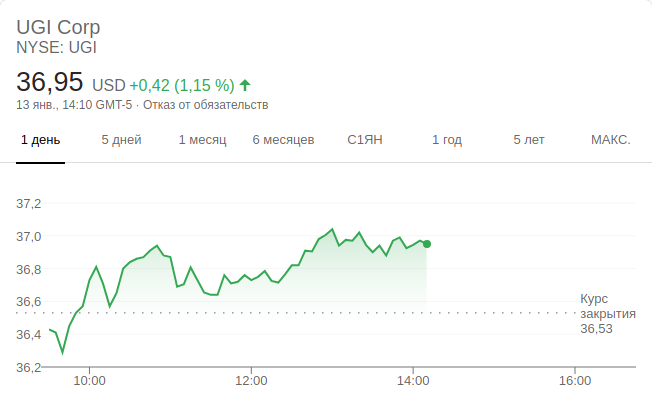 UGI Corp
NYSE: UGI
36,95 USD +0,42 (1,15 %)
13 янв., 14:10 GMT-5 · Отказ от обязательств
1 день 5 дней 1 месяц 6 месяцев С1ЯН 1 год 5 лет МАКС.
37,2
37,0
36,8
36,6
36,4
36,2
Курс
закрытия
36,53
10:00 12:00 14:00 16:00